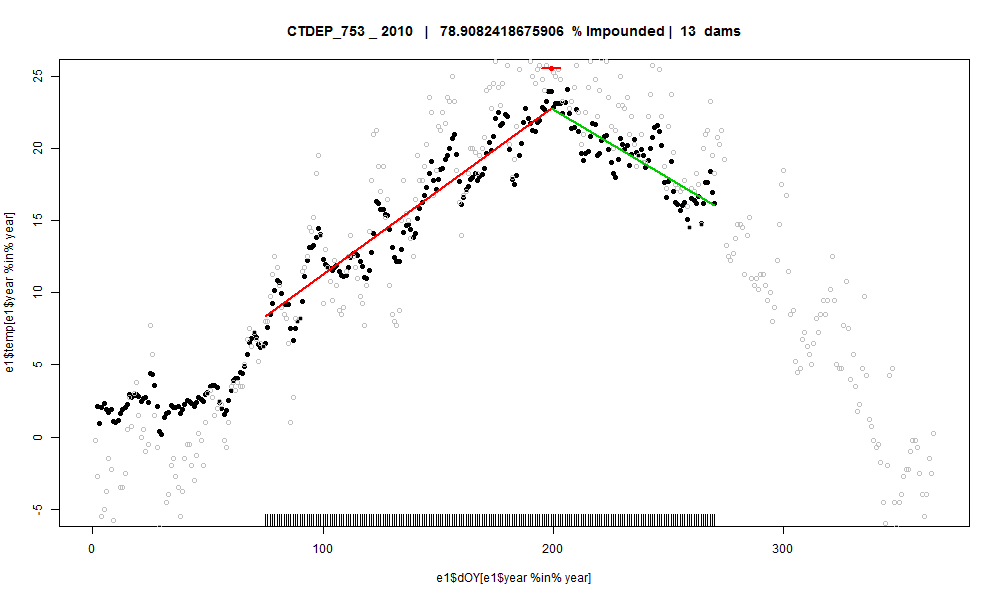 CTDEP_753 _ 2010 | 78.9082418675906 % Impounded | 13 dams
25
20
15
10
5
0
-5
e1$temp[e1$year %in% year]
0 100 200 300
e1$dOY[e1$year %in% year]